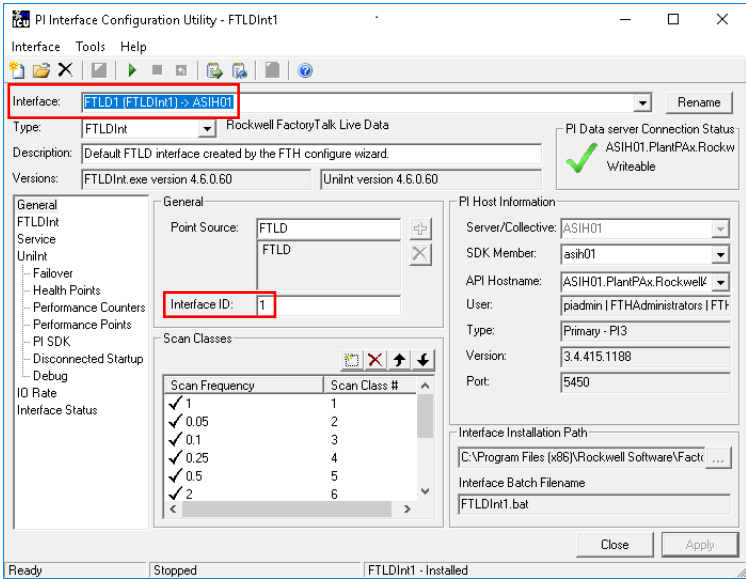 PI Interface Configuration Utility - FTLDInt1
Interface Tools Help
Interface: FTLD1 (FTLDInt1) -> ASIH01 Rename
Type: FTLDInt Rockwell FactoryTalk Live Data
Description: Default FTLD interface created by the FTH configure wizard.
Versions: FTLDInt.exe version 4.6.0.60 UniInt version 4.6.0.60
PI Data server Connection Status
ASIH01.PlantPAx.Rockw
Writeable
General
FTLDInt
Service
UniInt
Failover
Health Points
Performance Counters
Performance Points
PI SDK
Disconnected Startup
Debug
IO Rate
Interface Status
General
Point Source: FTLD
FTLD
Interface ID: 1
Scan Classes
Scan Frequency Scan Class #
1 1
0.05 2
0.1 3
0.25 4
0.5 5
2 6
PI Host Information
Server/Collective: ASIH01
SDK Member: asih01
API Hostname: ASIH01.PlantPAx.Rockwell
User: piadmin | FTHAdministrators | FTH
Type: Primary - PI3
Version: 3.4.415.1188
Port: 5450
Interface Installation Path
C:\Program Files (x86)\Rockwell Software\Facto ...
Interface Batch Filename
FTLDInt1.bat
Close Apply
Ready Stopped FTLDInt1 - Installed